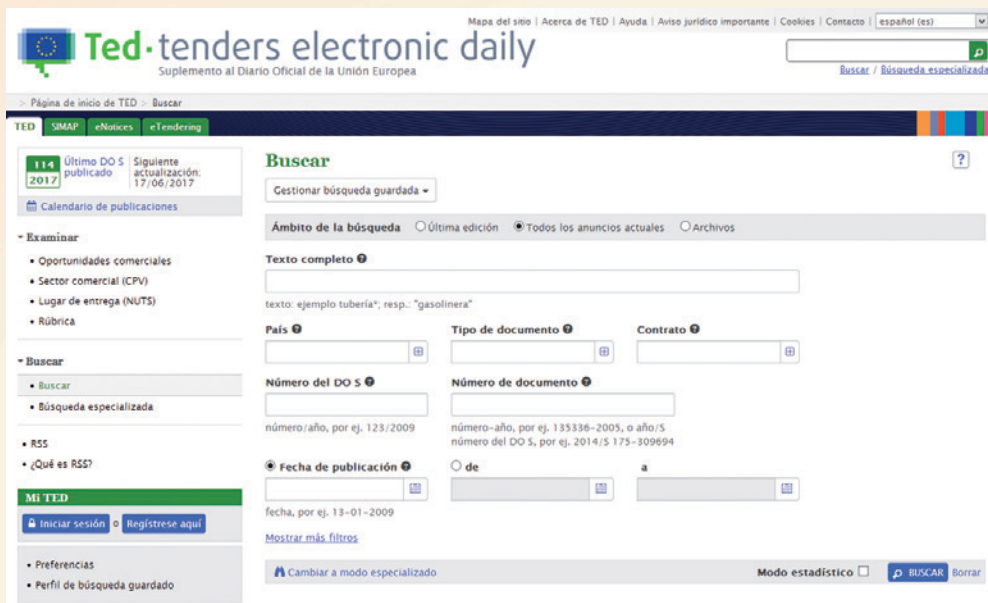 Mapa del sitio | Acerca de TED | Ayuda | Aviso jurídico importante | Cookies | Contacto | español (es)
Ted · tenders electronic daily
Suplemento al Diario Oficial de la Unión Europea
Buscar / Búsqueda especializada
> Página de inicio de TED > Buscar
TED SIMAP eNotices eTendering
114 2017 Último DO S publicado Siguiente actualización: 17/06/2017
Calendario de publicaciones
Examinar
• Oportunidades comerciales
• Sector comercial (CPV)
• Lugar de entrega (NUTS)
• Rúbrica
Buscar
• Buscar
• Búsqueda especializada
• RSS
• ¿Qué es RSS?
Mi TED
Iniciar sesión o Regístrese aquí
• Preferencias
• Perfil de búsqueda guardado
Buscar ?
Gestionar búsqueda guardada
Ámbito de la búsqueda Última edición Todos los anuncios actuales Archivos
Texto completo ?
texto: ejemplo tubería*; resp.: "gasolinera"
País ? Tipo de documento ? Contrato ?
Número del DO S ? Número de documento ?
número/año, por ej. 123/2009 número-año, por ej. 135336-2005, o año/S
número del DO S, por ej. 2014/S 175-309694
Fecha de publicación ? de a
fecha, por ej. 13-01-2009
Mostrar más filtros
Cambiar a modo especializado Modo estadístico BUSCAR Borrar